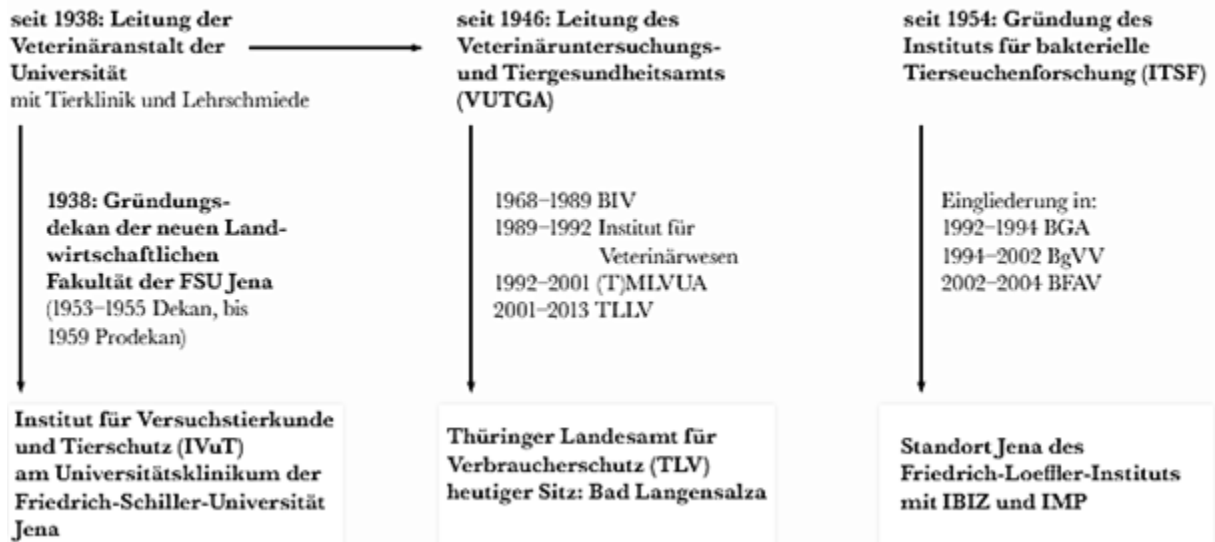 seit 1938: Leitung der
Veterinäranstalt der
Universität
mit Tierklinik und Lehrschmiede
1938: Gründungs-
dekan der neuen Land-
wirtschaftlichen
Fakultät der FSU Jena
(1953–1955 Dekan, bis
1959 Prodekan)
Institut für Versuchstierkunde
und Tierschutz (IVuT)
am Universitätsklinikum der
Friedrich-Schiller-Universität
Jena
seit 1946: Leitung des
Veterinäruntersuchungs-
und Tiergesundheitsamts
(VUTGA)
1968–1989 BIV
1989–1992 Institut für
Veterinärwesen
1992–2001 (T)MLVUA
2001–2013 TLLV
Thüringer Landesamt für
Verbraucherschutz (TLV)
heutiger Sitz: Bad Langensalza
seit 1954: Gründung des
Instituts für bakterielle
Tierseuchenforschung (ITSF)
Eingliederung in:
1992–1994 BGA
1994–2002 BgVV
2002–2004 BFAV
Standort Jena des
Friedrich-Loeffler-Instituts
mit IBIZ und IMP